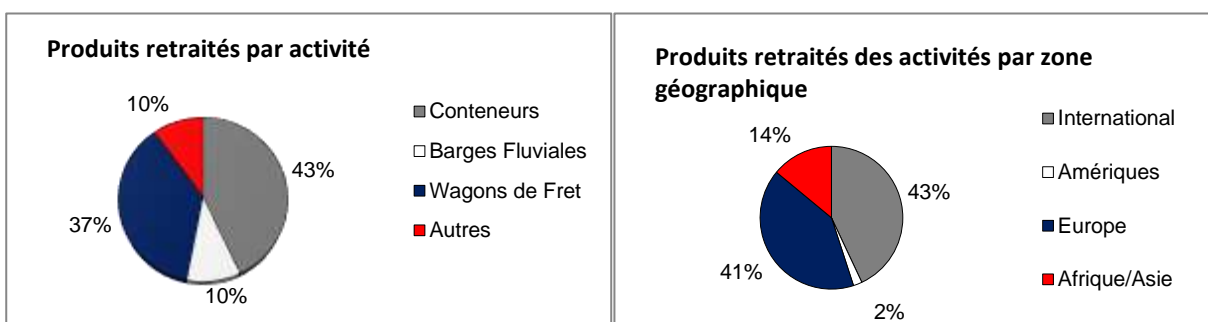 Produits retraités par activité
10%
43%
37%
10%
Conteneurs
Barges Fluviales
Wagons de Fret
Autres
Produits retraités des activités par zone
géographique
14%
43%
41%
2%
International
Amériques
Europe
Afrique/Asie